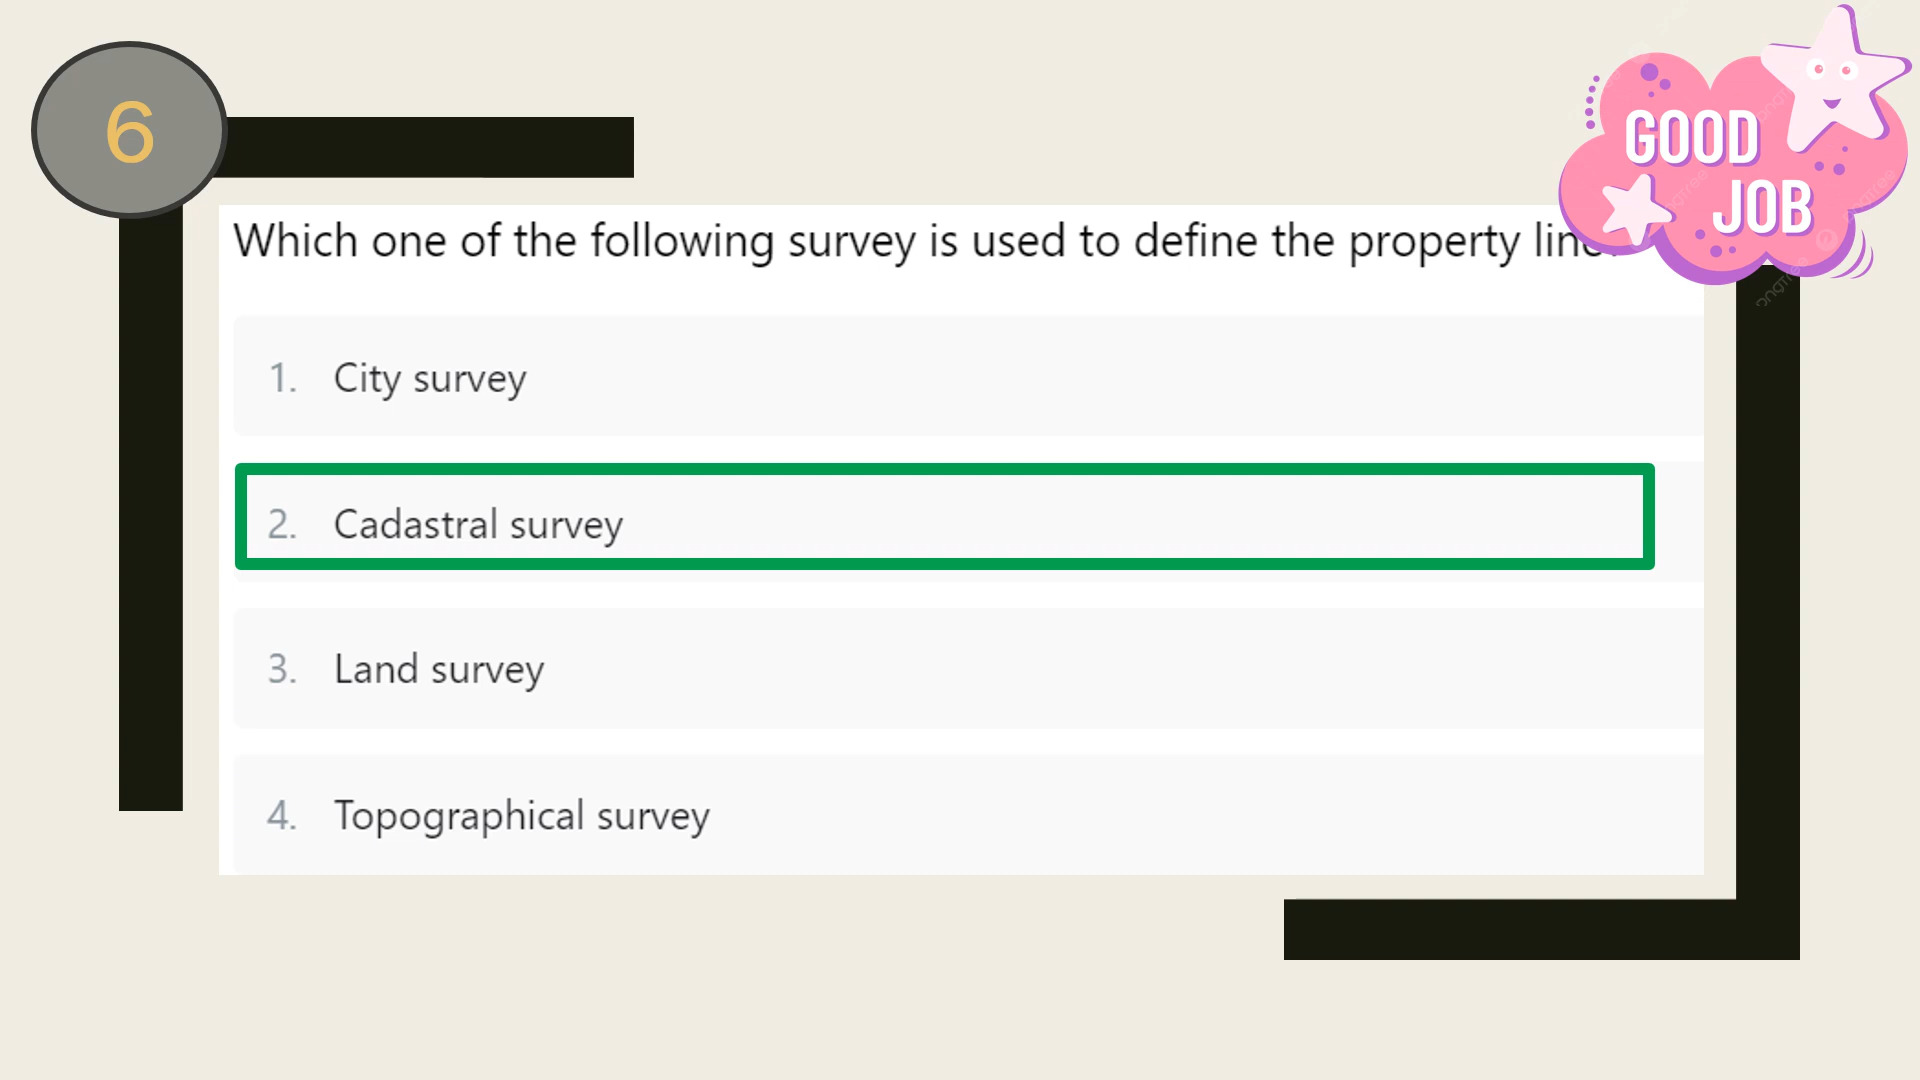 6
GOOD
JOB
Which one of the following survey is used to define the property
1. City survey
2. Cadastral survey
3. Land survey
4. Topographical survey